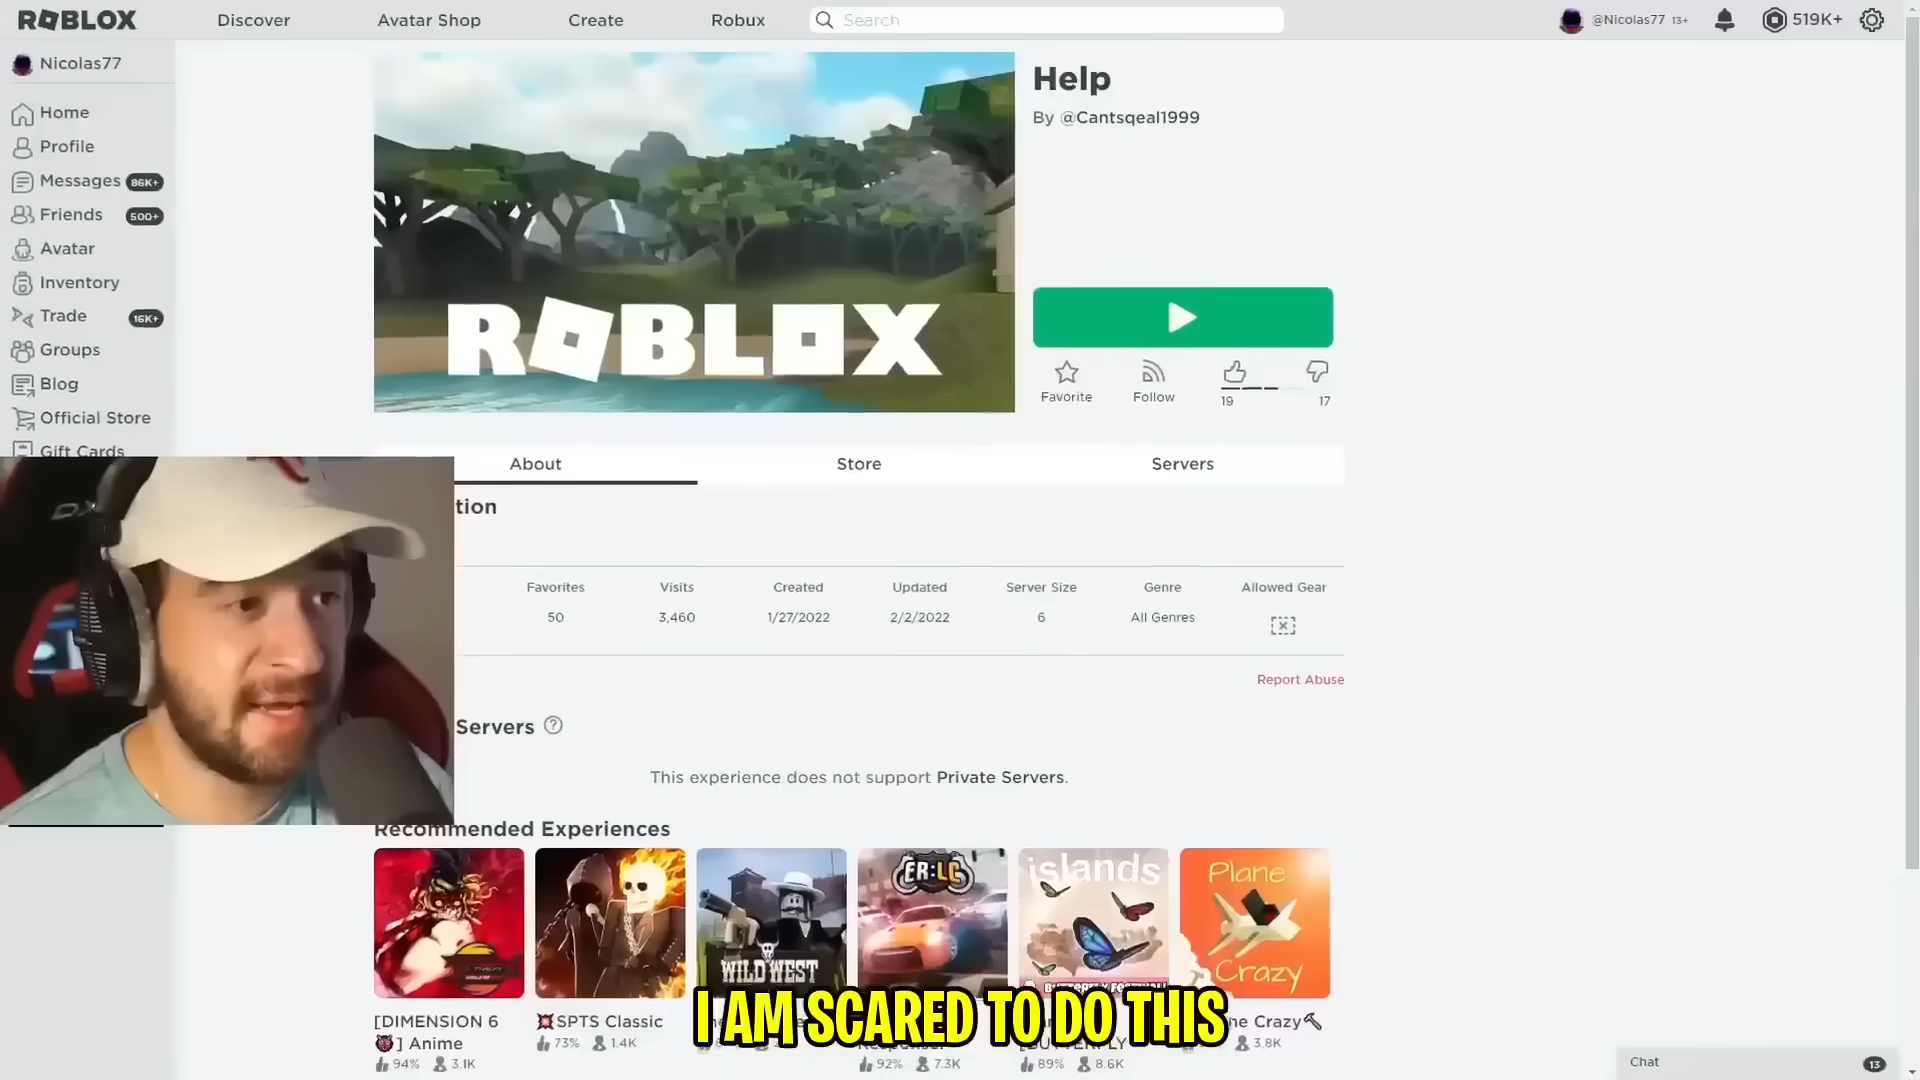 ROBLOX
Discover
Avatar Shop
Create
Robux
Search
@Nicolas77 13+
519K+
Nicolas77
Home
Profile
Messages 86K+
Friends 500+
Avatar
Inventory
Trade 16K+
Groups
Blog
Official Store
Gift Cards
ROBLOX
Help
By @Cantsqeal1999
Favorite
Follow
19
17
About
Store
Servers
tion
Favorites
Visits
Created
Updated
Server Size
Genre
Allowed Gear
50
3,460
1/27/2022
2/2/2022
6
All Genres
Report Abuse
Servers
This experience does not support Private Servers.
Recommended Experiences
WILD WEST
ER:LC
islands
Plane
Crazy
[DIMENSION 6
] Anime
94% 3.1K
SPTS Classic
73% 1.4K
92% 7.3K
89% 8.6K
he Crazy
3.8K
I AM SCARED TO DO THIS
Chat
13